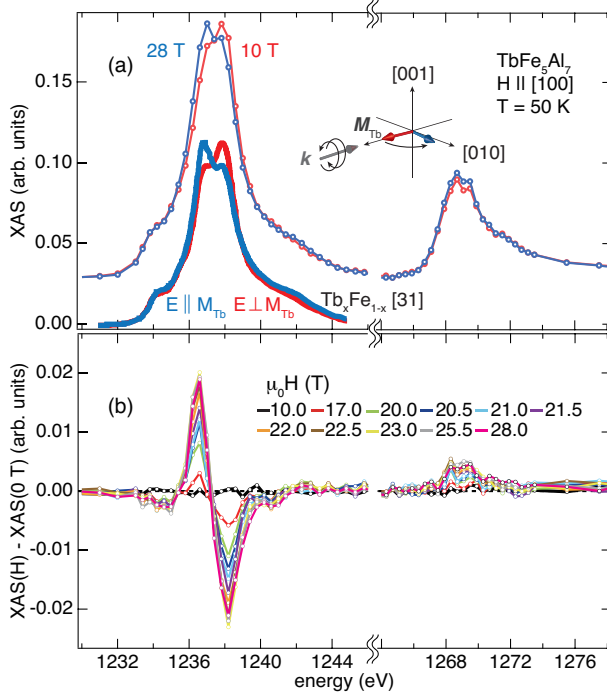 (a)
28 T
10 T
[001]
TbFe5Al7
H || [100]
T = 50 K
MTb
k
[010]
XAS (arb. units)
0.15
0.10
0.05
0.00
E || MTb
E⊥MTb
TbxFe1-x [31]
(b)
μ0H (T)
10.0 17.0 20.0 20.5 21.0 21.5
22.0 22.5 23.0 25.5 28.0
XAS(H) - XAS(0 T) (arb. units)
0.02
0.01
0.00
-0.01
-0.02
1232 1236 1240 1244 1268 1272 1276
energy (eV)